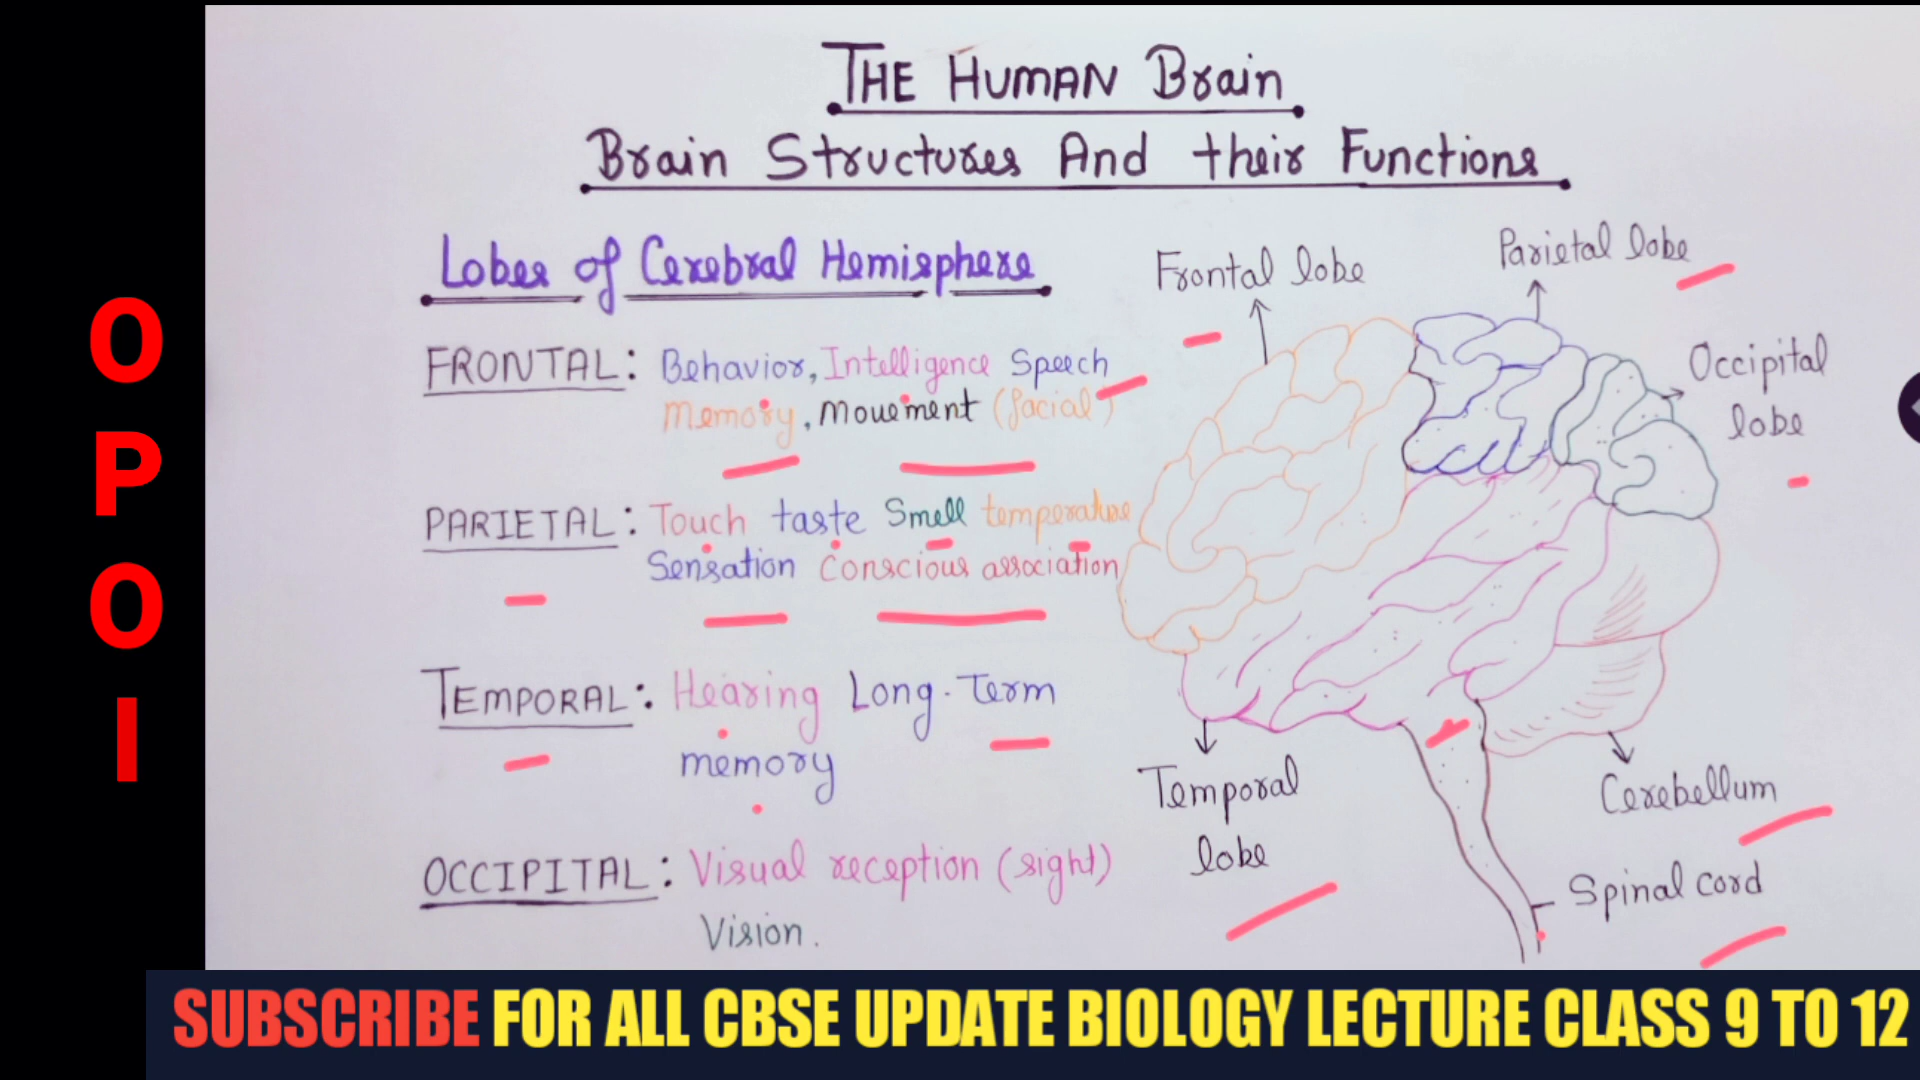 THE HUMAN Brain
Brain Structures And their Functions
Lobes of Cerebral Hemisphere
FRONTAL: Behavior, Intelligence Speech
Memory, Movement (facial)
PARIETAL: Touch taste Smell temperature
Sensation Conscious association
TEMPORAL: Hearing Long-Term
memory
OCCIPITAL: Visual reception (sight)
Vision.
Frontal lobe
Parietal lobe
Occipital
lobe
Temporal
lobe
Cerebellum
Spinal cord
O
P
O
I
SUBSCRIBE FOR ALL CBSE UPDATE BIOLOGY LECTURE CLASS 9 TO 12